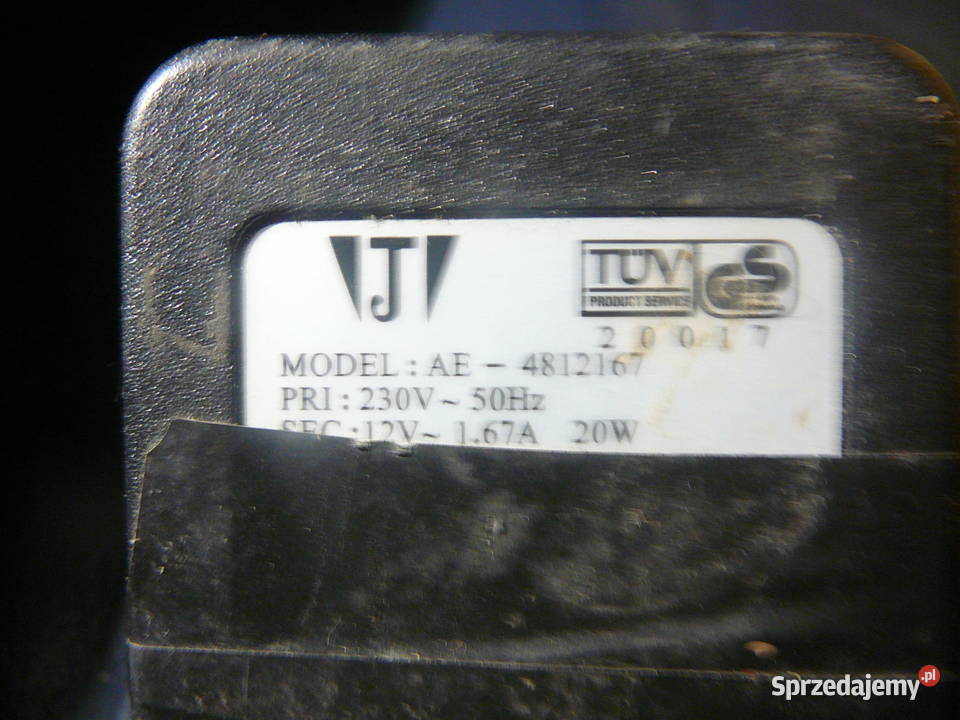 J
TÜV
PRODUCT SERVICE
GS
20017
MODEL : AE - 4812167
PRI : 230V~ 50Hz
SEC : 12V~ 1.67A 20W
Sprzedajemy.pl